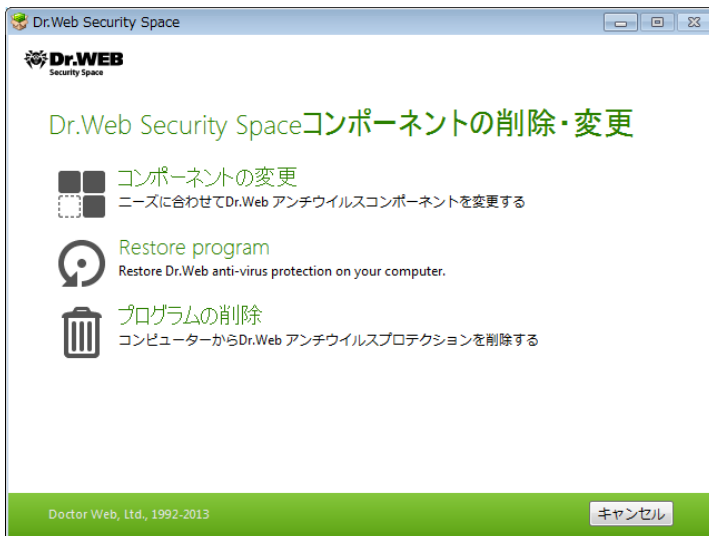 Dr.Web Security Space
Dr.WEB
Security Space
Dr.Web Security Spaceコンポーネントの削除・変更
コンポーネントの変更
ニーズに合わせてDr.Web アンチウイルスコンポーネントを変更する
Restore program
Restore Dr.Web anti-virus protection on your computer.
プログラムの削除
コンピューターからDr.Web アンチウイルスプロテクションを削除する
Doctor Web, Ltd., 1992-2013
キャンセル